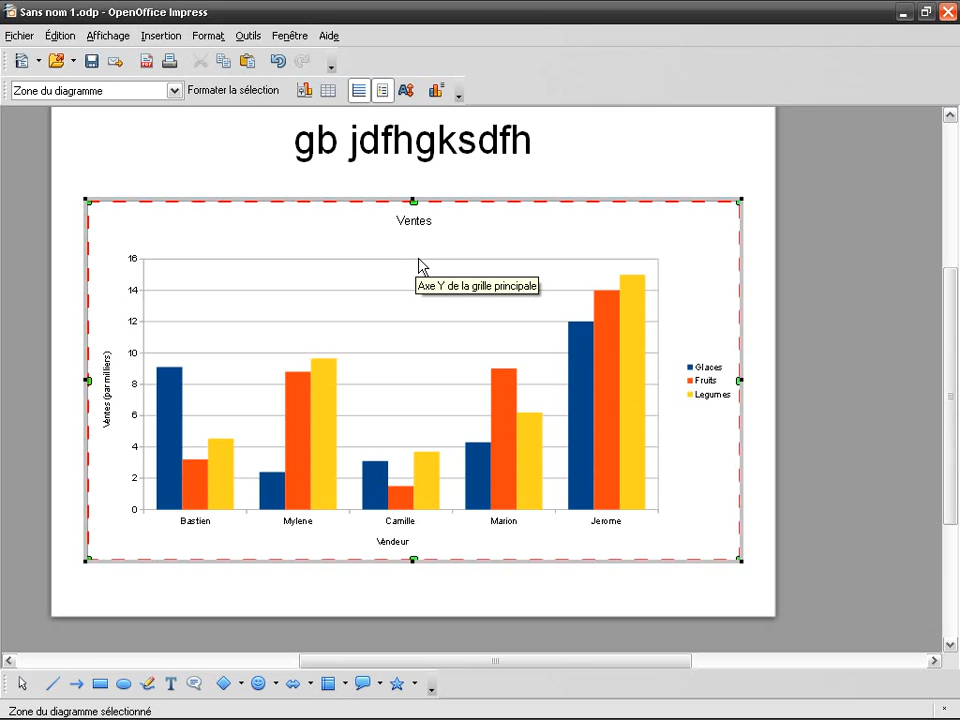 Sans nom 1.odp - OpenOffice Impress
Fichier Édition Affichage Insertion Format Outils Fenêtre Aide
Zone du diagramme Formater la sélection
gb jdfhgksdfh
Ventes
16
Axe Y de la grille principale
14
12
10
8
6
4
2
0
Ventes (par milliers)
Glaces
Fruits
Legumes
Bastien Mylene Camille Marion Jerome
Vendeur
Zone du diagramme sélectionné